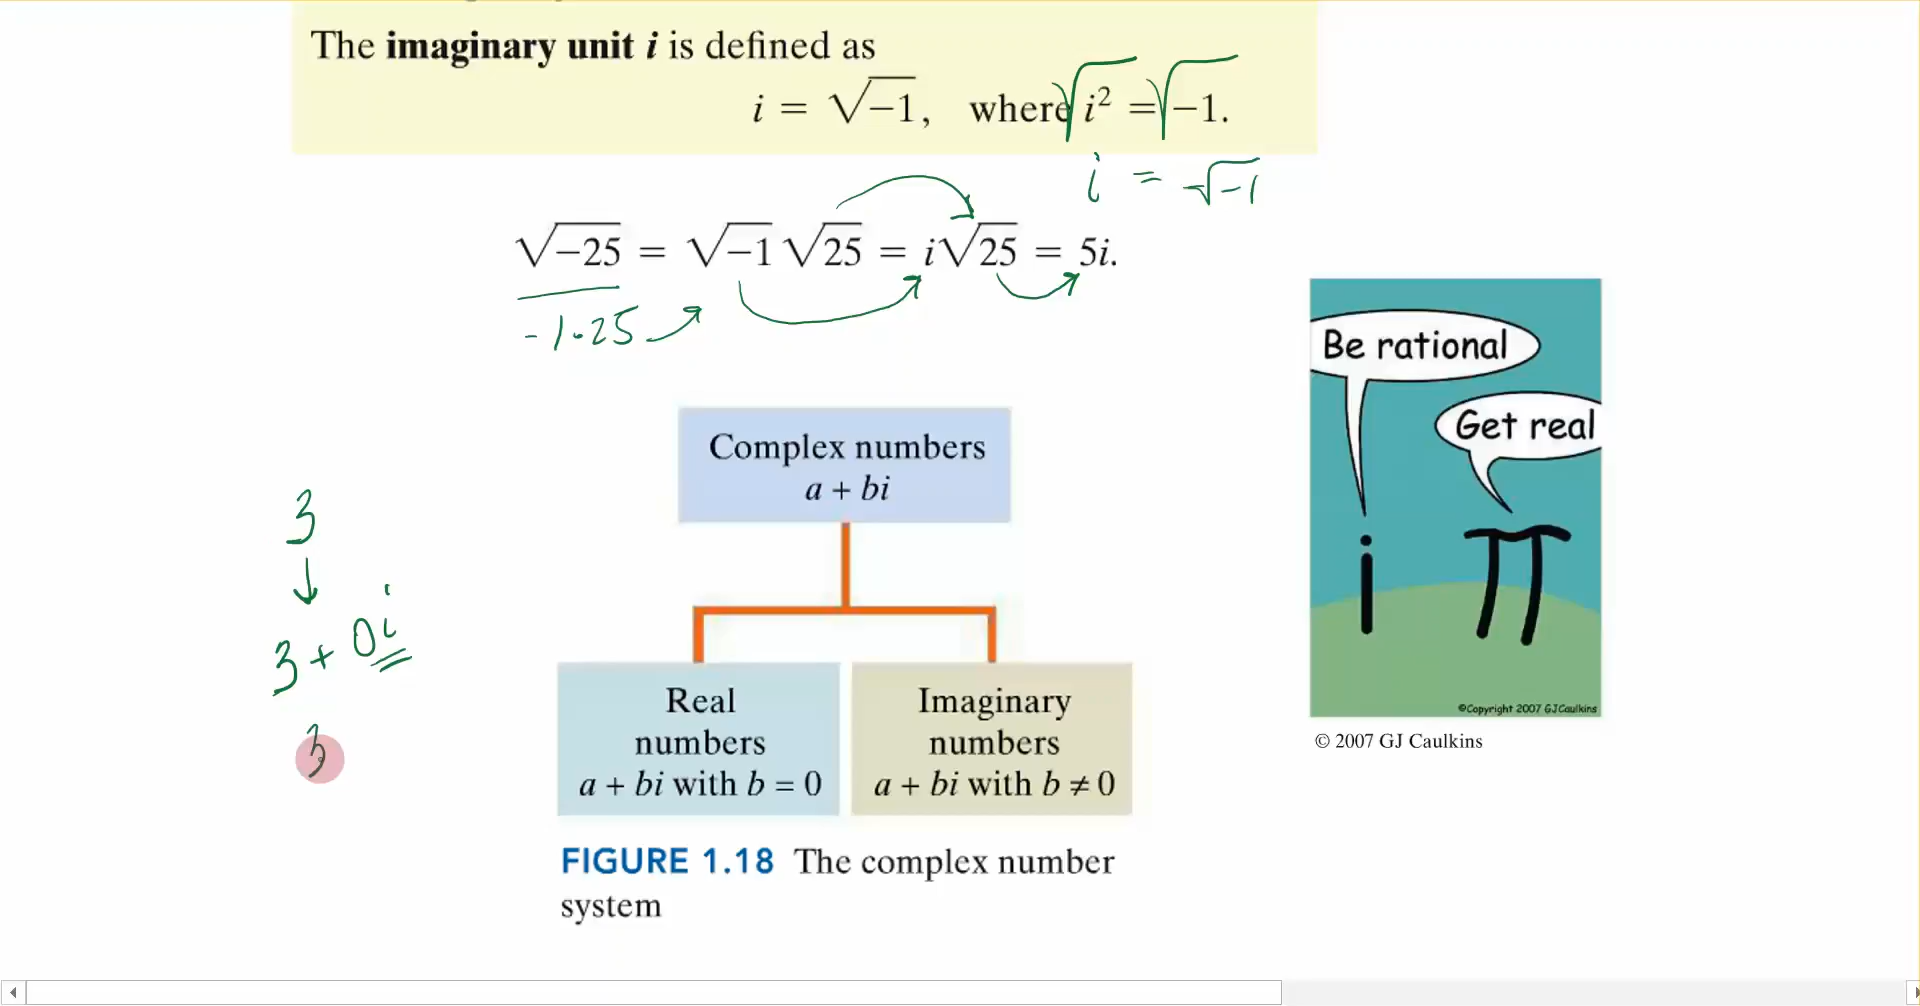 The imaginary unit i is defined as
i = √−1, where √i² = √−1.
i = √-1
√−25 = √−1 √25 = i√25 = 5i.
-1·25
Be rational
Get real
Complex numbers
a + bi
3
3 + 0i
3
i π
Real
numbers
a + bi with b = 0
Imaginary
numbers
a + bi with b ≠ 0
©Copyright 2007 GJCaulkins
© 2007 GJ Caulkins
FIGURE 1.18 The complex number
system